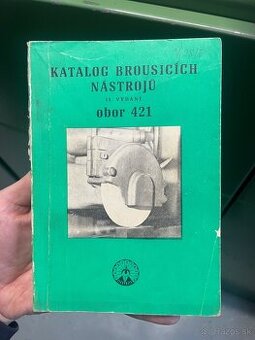 KATALOG BROUSICÍCH
NÁSTROJŮ
II. VYDÁNÍ
obor 421